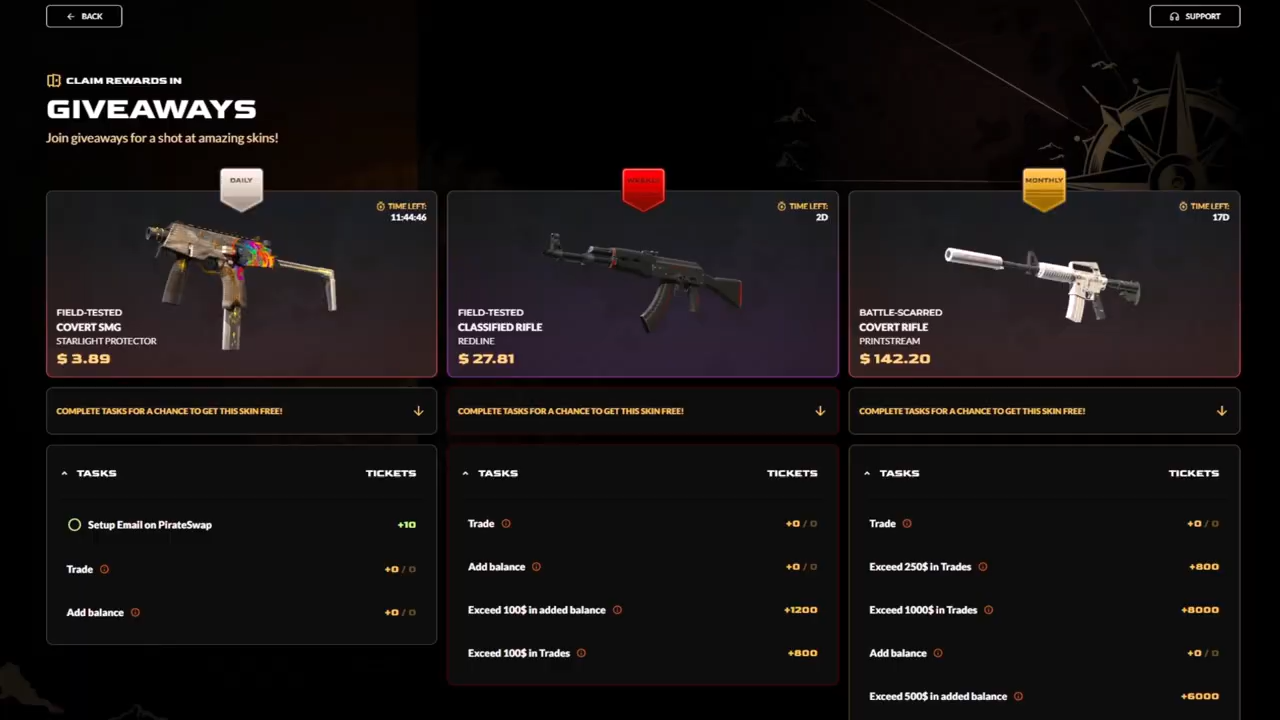 BACK
SUPPORT
CLAIM REWARDS IN
GIVEAWAYS
Join giveaways for a shot at amazing skins!
DAILY
TIME LEFT:
11:44:46
FIELD-TESTED
COVERT SMG
STARLIGHT PROTECTOR
$ 3.89
COMPLETE TASKS FOR A CHANCE TO GET THIS SKIN FREE!
TASKS TICKETS
Setup Email on PirateSwap +10
Trade +0 / 0
Add balance +0 / 0
WEEKLY
TIME LEFT:
2D
FIELD-TESTED
CLASSIFIED RIFLE
REDLINE
$ 27.81
COMPLETE TASKS FOR A CHANCE TO GET THIS SKIN FREE!
TASKS TICKETS
Trade +0 / 0
Add balance +0 / 0
Exceed 100$ in added balance +1200
Exceed 100$ in Trades +800
MONTHLY
TIME LEFT:
17D
BATTLE-SCARRED
COVERT RIFLE
PRINTSTREAM
$ 142.20
COMPLETE TASKS FOR A CHANCE TO GET THIS SKIN FREE!
TASKS TICKETS
Trade +0 / 0
Exceed 250$ in Trades +800
Exceed 1000$ in Trades +8000
Add balance +0 / 0
Exceed 500$ in added balance +6000